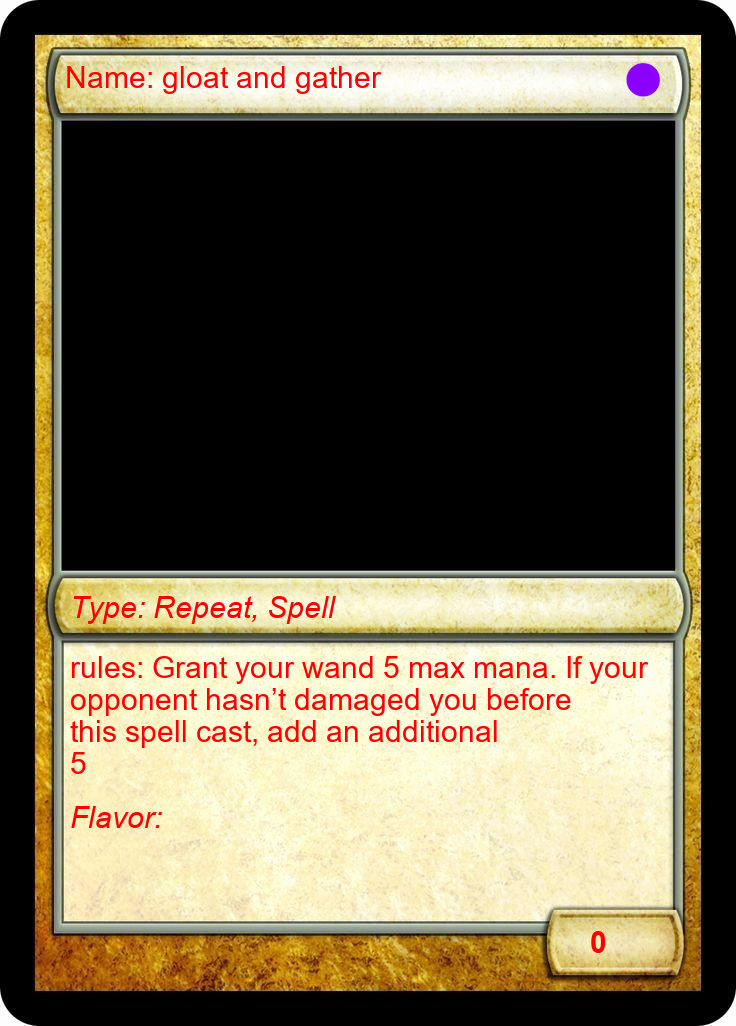 Name: gloat and gather
Type: Repeat, Spell
rules: Grant your wand 5 max mana. If your
opponent hasn’t damaged you before
this spell cast, add an additional
5
Flavor:
0